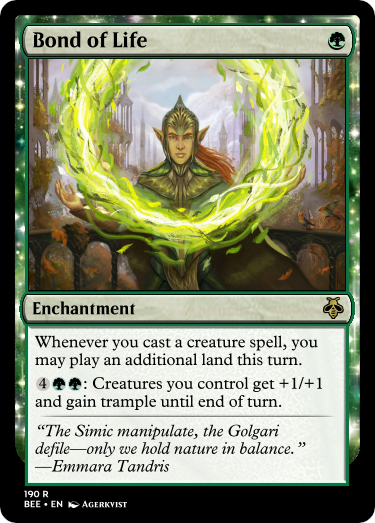 Bond of Life
Enchantment
Whenever you cast a creature spell, you
may play an additional land this turn.
4: Creatures you control get +1/+1
and gain trample until end of turn.
“The Simic manipulate, the Golgari
defile—only we hold nature in balance.”
—Emmara Tandris
190 R
BEE • EN Agerkvist